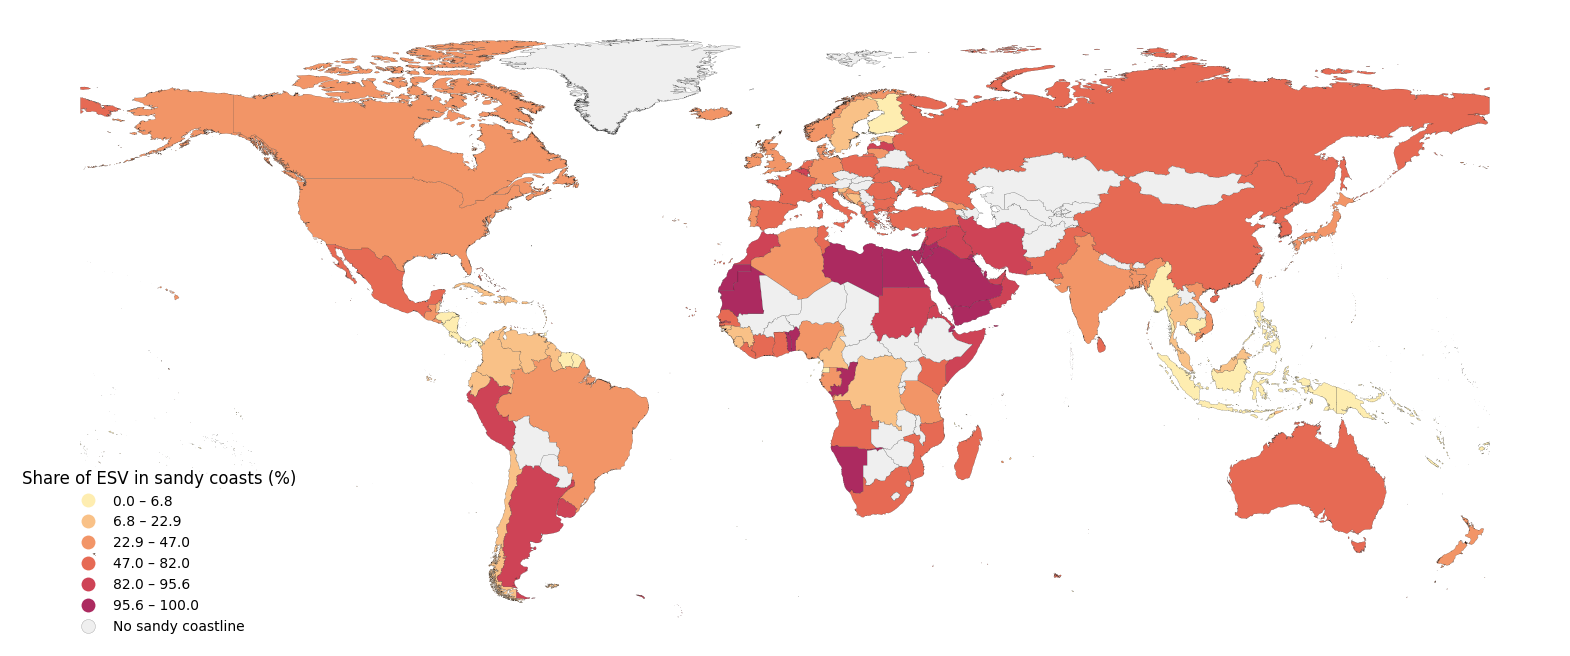 Share of ESV in sandy coasts (%)
0.0 – 6.8
6.8 – 22.9
22.9 – 47.0
47.0 – 82.0
82.0 – 95.6
95.6 – 100.0
No sandy coastline